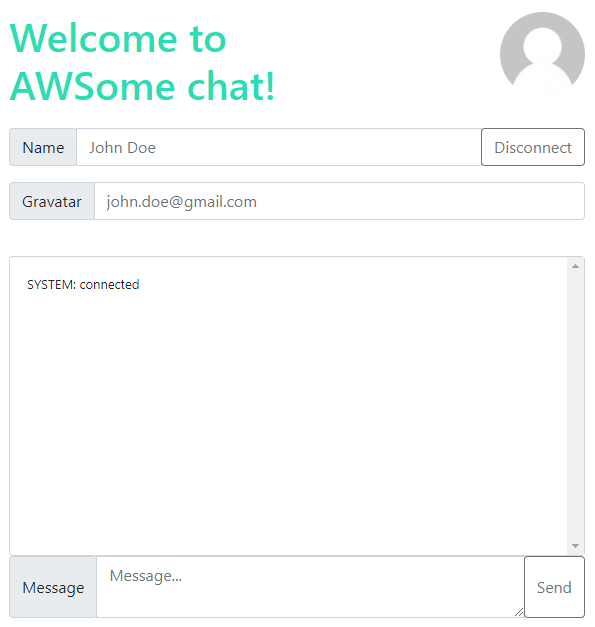 Welcome to
AWSome chat!
Name John Doe Disconnect
Gravatar john.doe@gmail.com
SYSTEM: connected
Message Message... Send